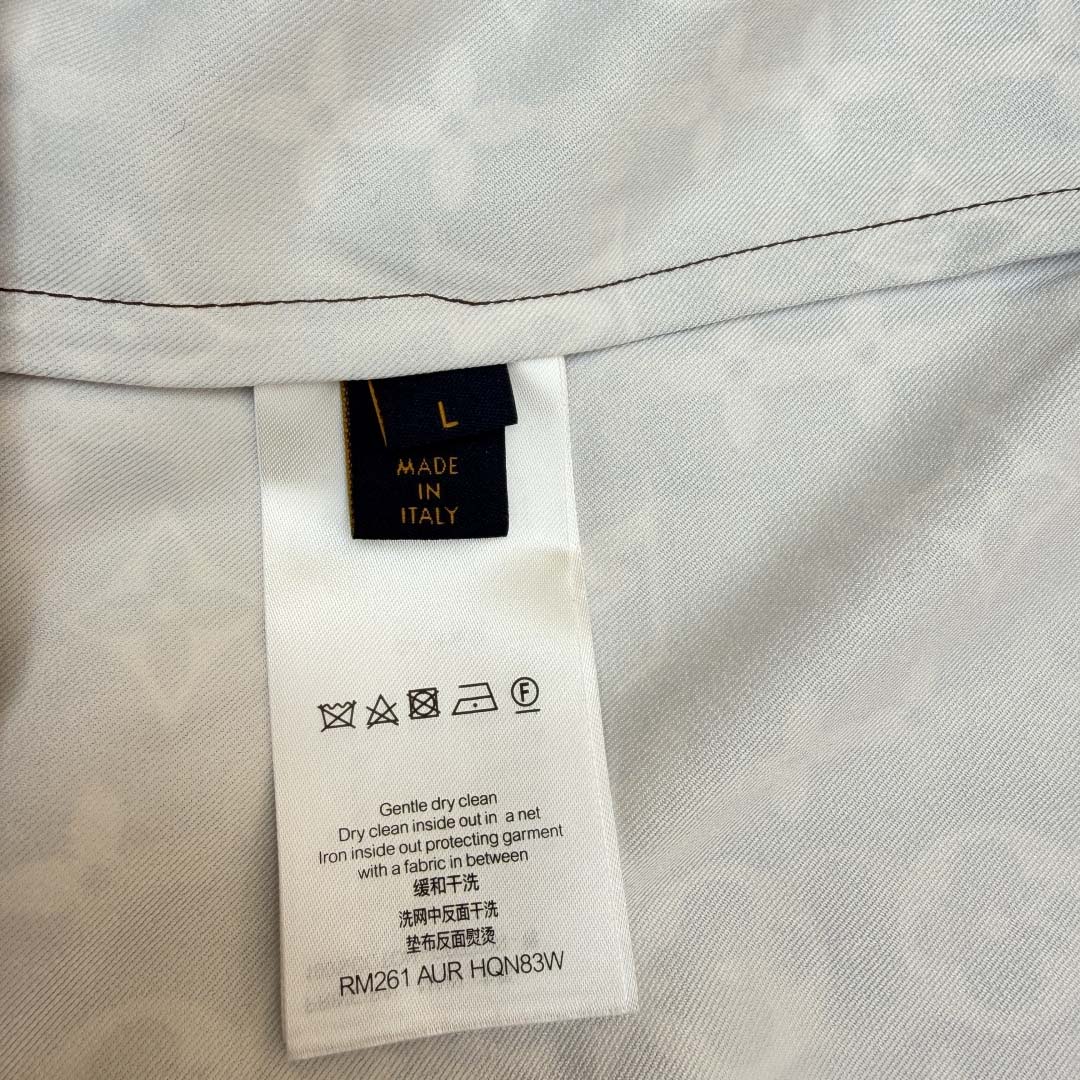 L
MADE
IN
ITALY
F
Gentle dry clean
Dry clean inside out in a net
Iron inside out protecting garment
with a fabric in between
缓和干洗
洗网中反面干洗
垫布反面熨烫
RM261 AUR HQN83W